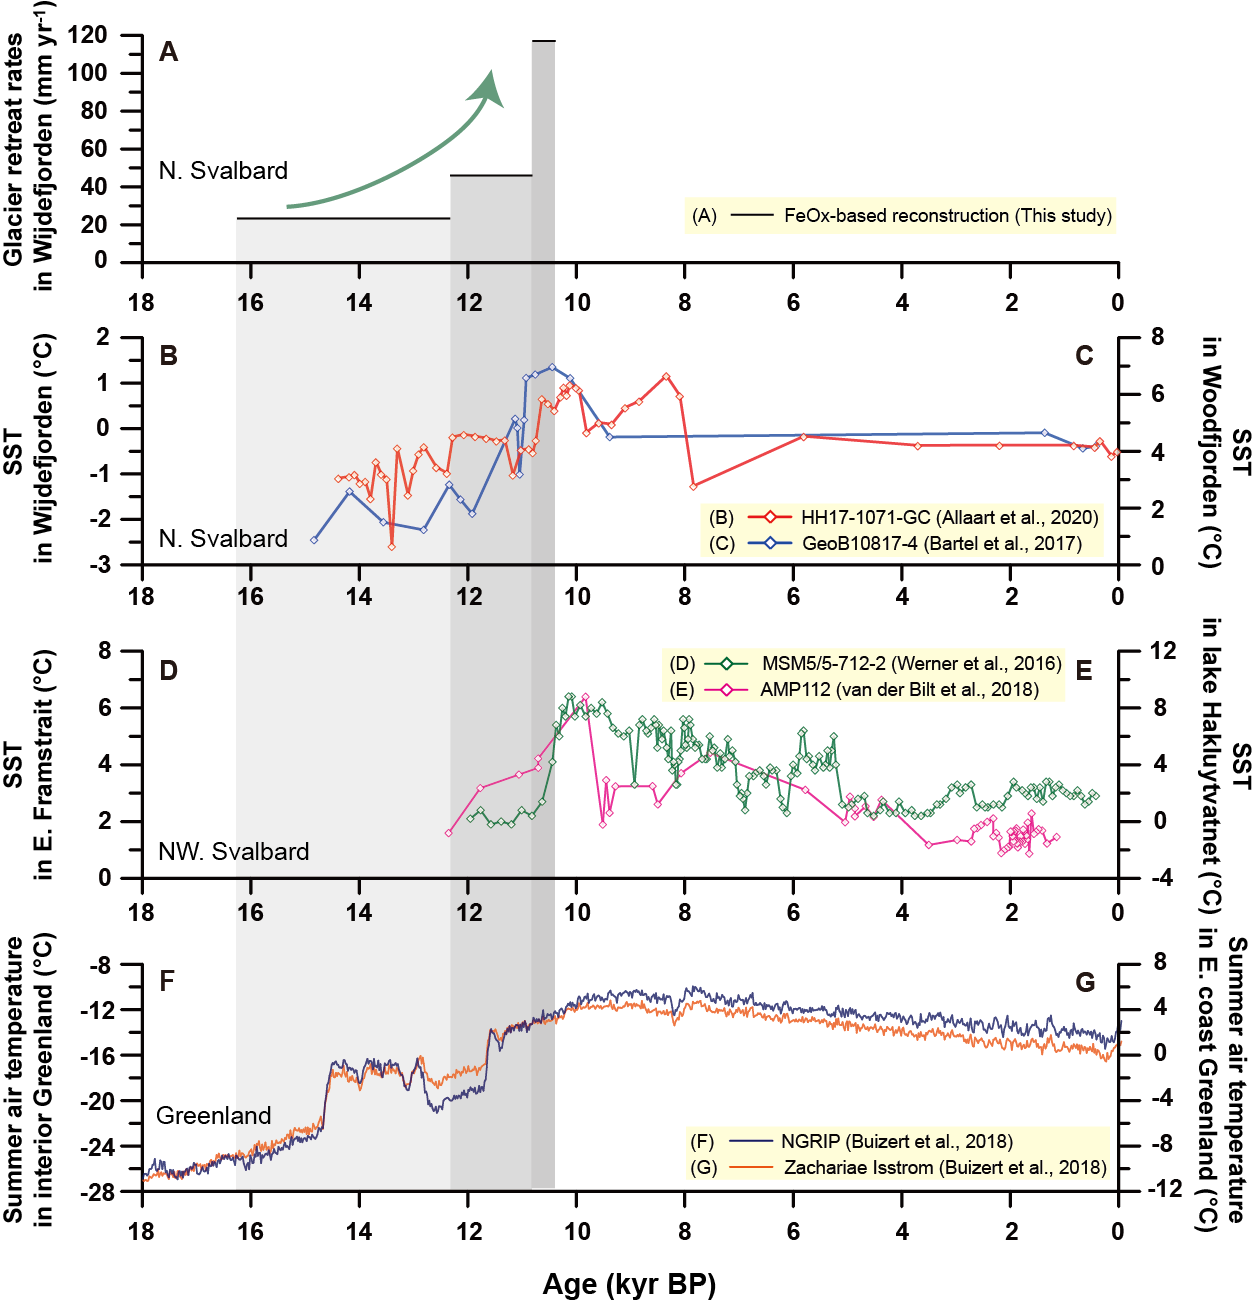 Glacier retreat rates
in Wijdefjorden (mm yr-1)
120
100
80
60
40
20
0
A
N. Svalbard
(A) FeOx-based reconstruction (This study)
18 16 14 12 10 8 6 4 2 0
SST
in Wijdefjorden (°C)
2
1
0
-1
-2
-3
B
C
N. Svalbard
(B) HH17-1071-GC (Allaart et al., 2020)
(C) GeoB10817-4 (Bartel et al., 2017)
8
6
4
2
0
SST
in Woodfjorden (°C)
18 16 14 12 10 8 6 4 2 0
SST
in E. Framstrait (°C)
8
6
4
2
0
D
E
(D) MSM5/5-712-2 (Werner et al., 2016)
(E) AMP112 (van der Bilt et al., 2018)
NW. Svalbard
12
8
4
0
-4
SST
in lake Hakluytvatnet (°C)
18 16 14 12 10 8 6 4 2 0
Summer air temperature
in interior Greenland (°C)
-8
-12
-16
-20
-24
-28
F
G
Greenland
(F) NGRIP (Buizert et al., 2018)
(G) Zachariae Isstrom (Buizert et al., 2018)
8
4
0
-4
-8
-12
Summer air temperature
in E. coast Greenland (°C)
18 16 14 12 10 8 6 4 2 0
Age (kyr BP)